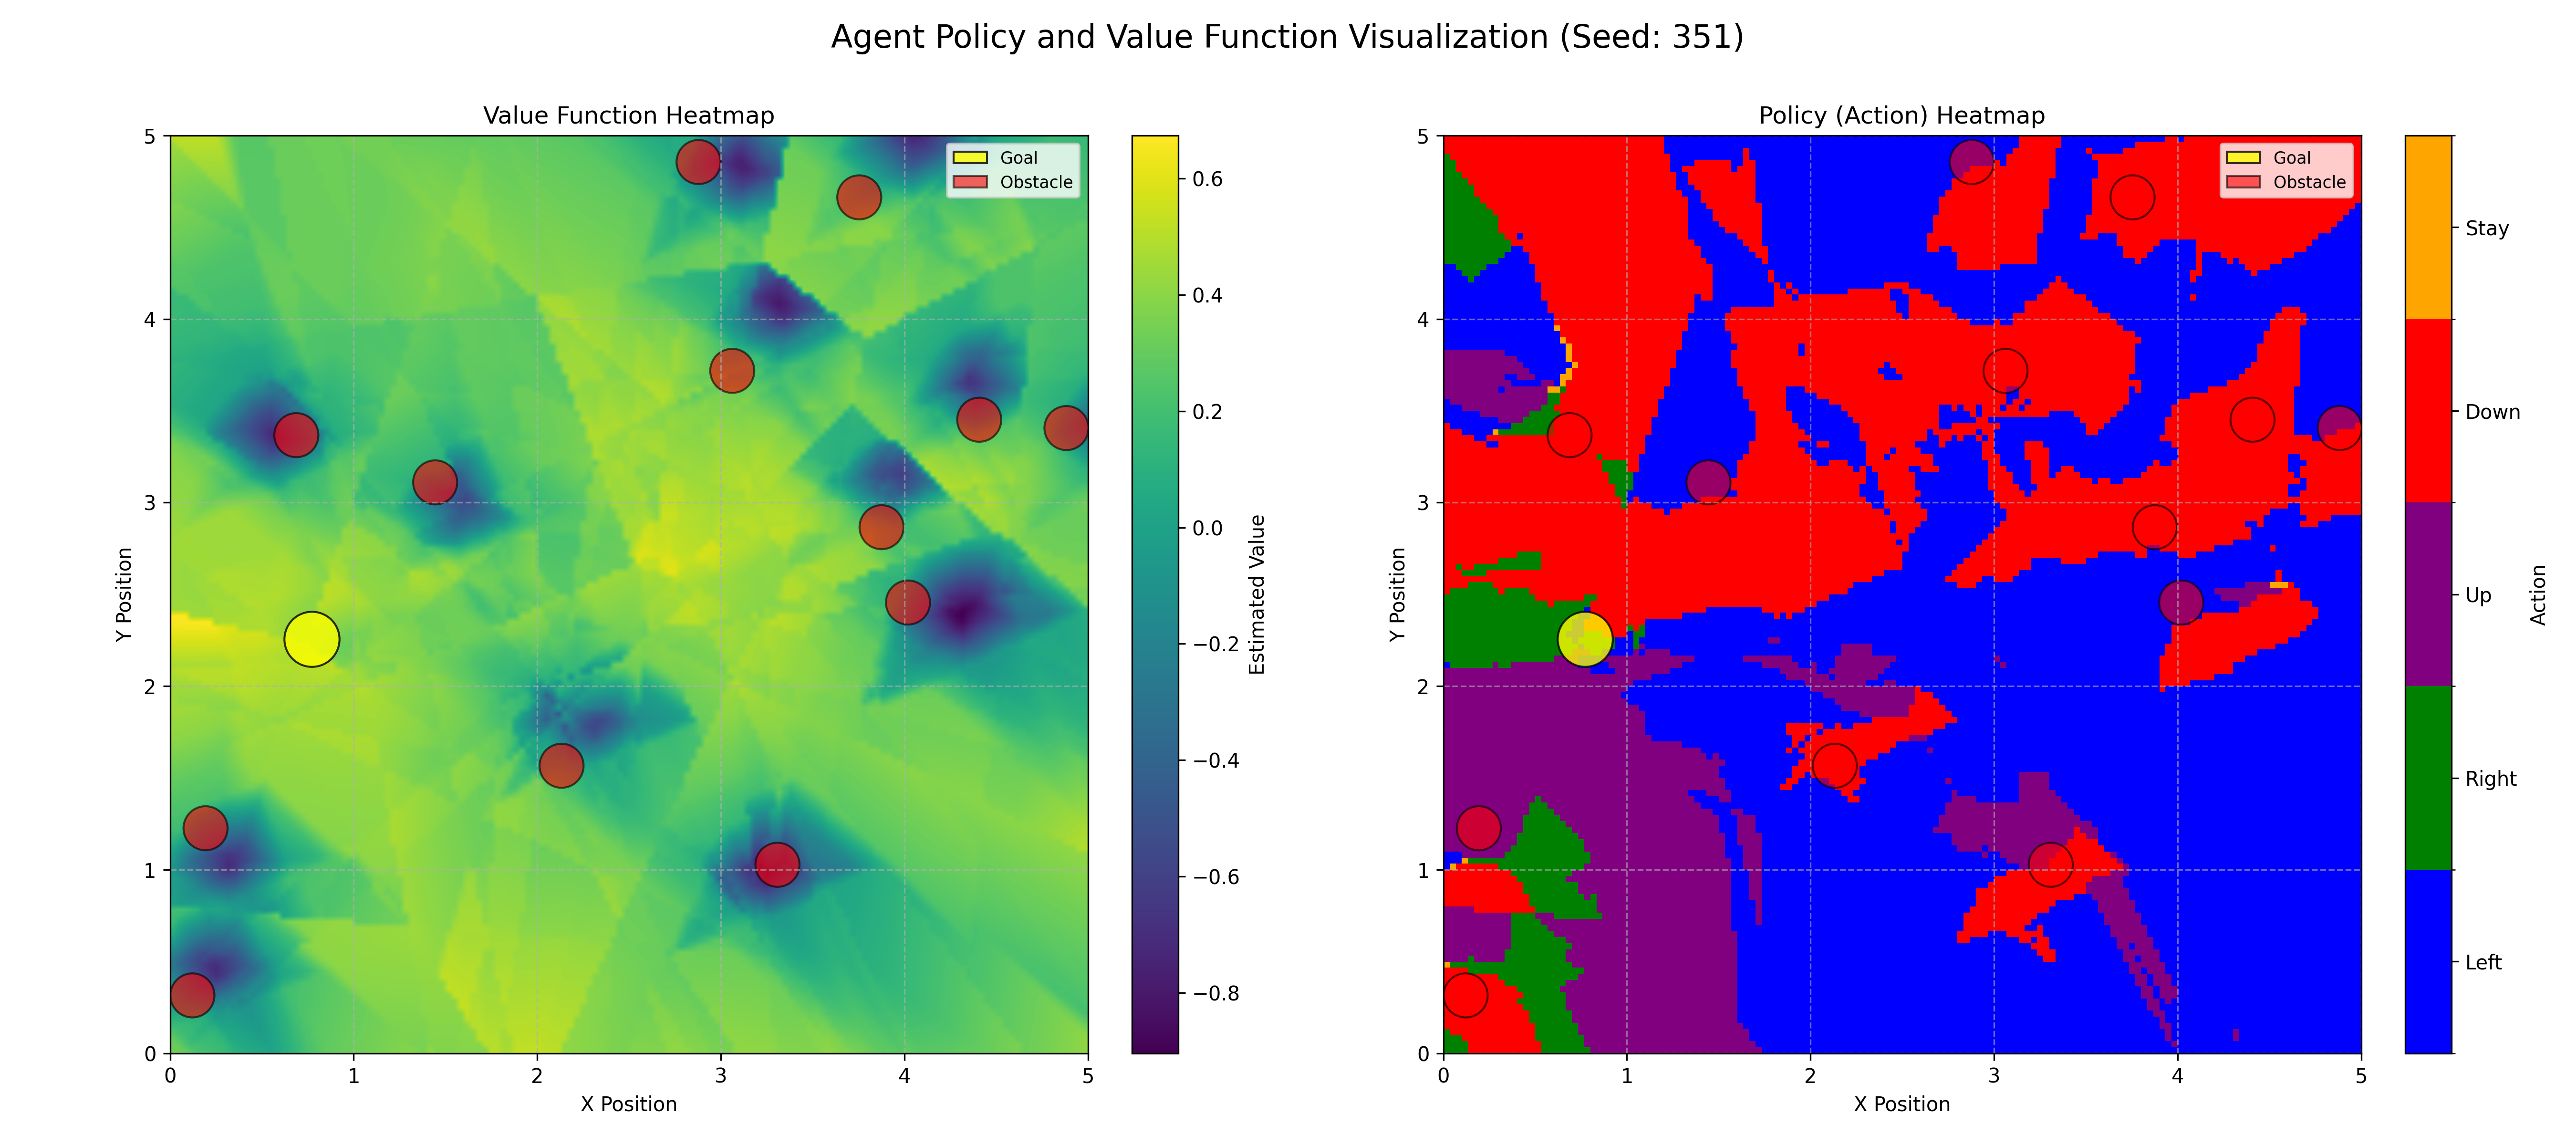 Agent Policy and Value Function Visualization (Seed: 351)
Value Function Heatmap
Goal
Obstacle
5
4
3
2
1
0
0 1 2 3 4 5
Y Position
X Position
0.6
0.4
0.2
0.0
−0.2
−0.4
−0.6
−0.8
Estimated Value
Policy (Action) Heatmap
Goal
Obstacle
5
4
3
2
1
0
0 1 2 3 4 5
Y Position
X Position
Stay
Down
Up
Right
Left
Action